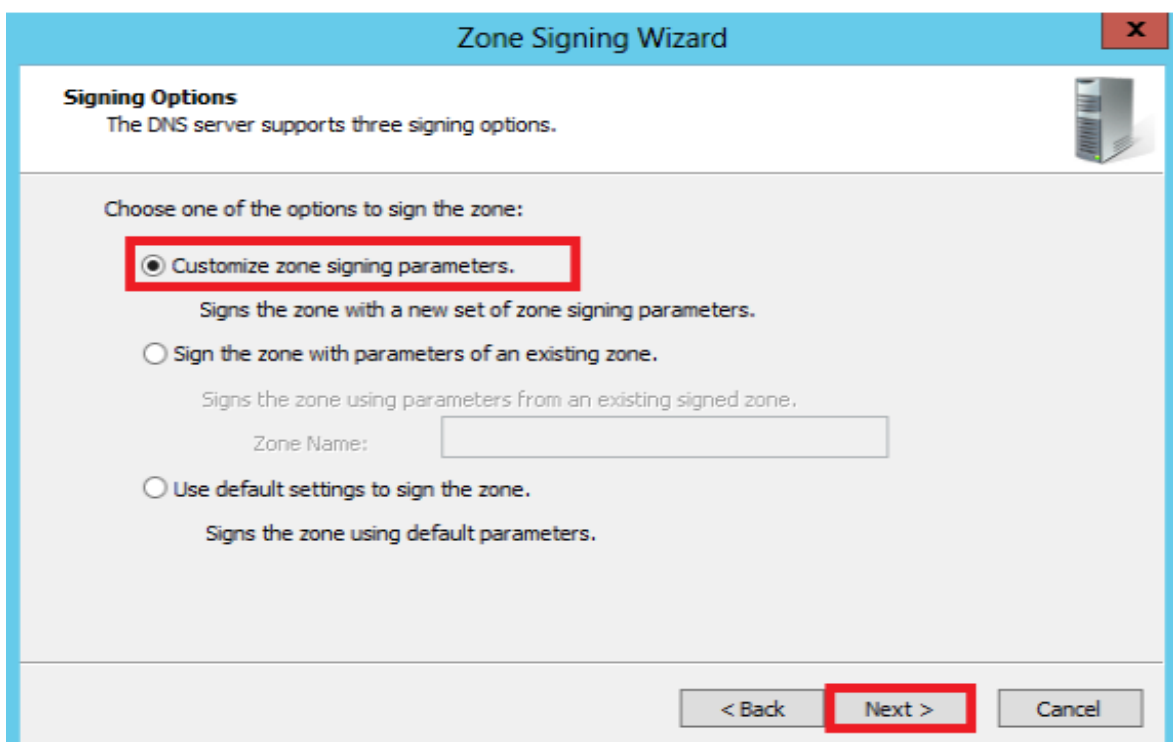 Zone Signing Wizard
x
Signing Options
The DNS server supports three signing options.
Choose one of the options to sign the zone:
Customize zone signing parameters.
Signs the zone with a new set of zone signing parameters.
Sign the zone with parameters of an existing zone.
Signs the zone using parameters from an existing signed zone.
Zone Name:
Use default settings to sign the zone.
Signs the zone using default parameters.
< Back Next > Cancel